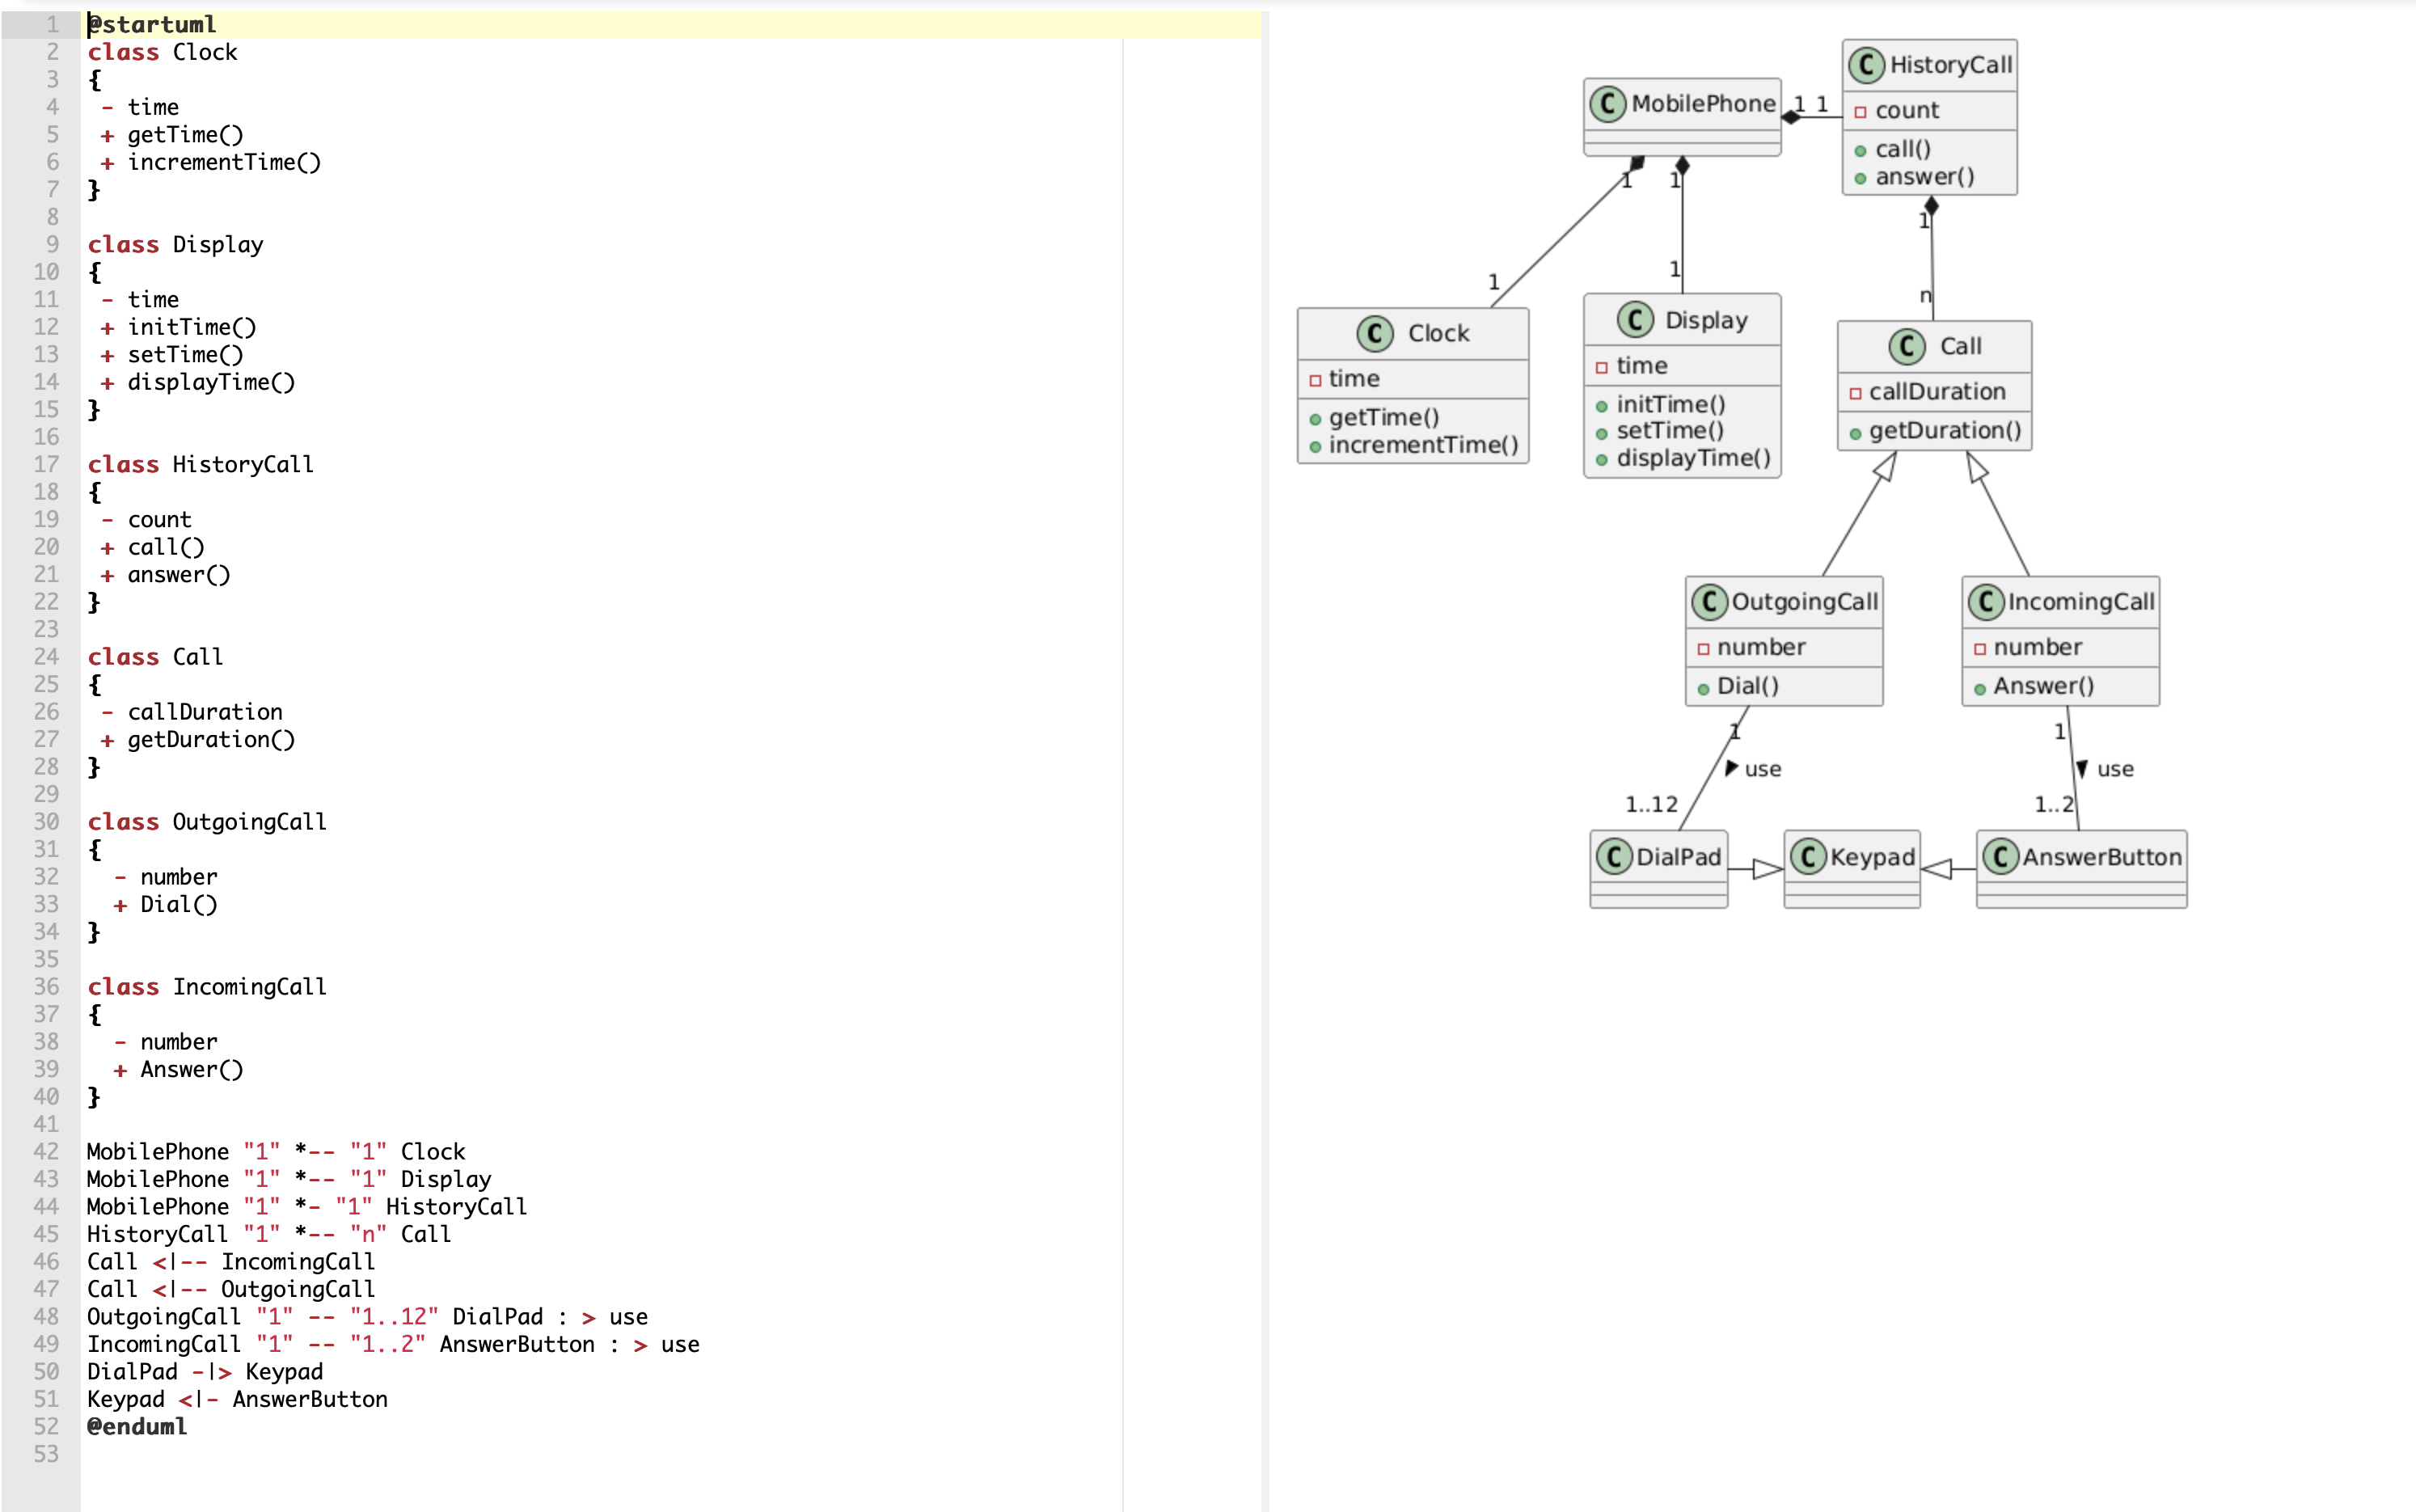 1 @startuml
2 class Clock
3 {
4 - time
5 + getTime()
6 + incrementTime()
7 }
8
9 class Display
10 {
11 - time
12 + initTime()
13 + setTime()
14 + displayTime()
15 }
16
17 class HistoryCall
18 {
19 - count
20 + call()
21 + answer()
22 }
23
24 class Call
25 {
26 - callDuration
27 + getDuration()
28 }
29
30 class OutgoingCall
31 {
32 - number
33 + Dial()
34 }
35
36 class IncomingCall
37 {
38 - number
39 + Answer()
40 }
41
42 MobilePhone "1" *-- "1" Clock
43 MobilePhone "1" *-- "1" Display
44 MobilePhone "1" *- "1" HistoryCall
45 HistoryCall "1" *-- "n" Call
46 Call <|-- IncomingCall
47 Call <|-- OutgoingCall
48 OutgoingCall "1" -- "1..12" DialPad : > use
49 IncomingCall "1" -- "1..2" AnswerButton : > use
50 DialPad -|> Keypad
51 Keypad <|- AnswerButton
52 @enduml
53
C MobilePhone
1 1
C HistoryCall
count
call()
answer()
1
1
1
1
1
n
C Clock
time
getTime()
incrementTime()
C Display
time
initTime()
setTime()
displayTime()
C Call
callDuration
getDuration()
C OutgoingCall
number
Dial()
C IncomingCall
number
Answer()
1
use
1..12
1
use
1..2
C DialPad
C Keypad
C AnswerButton